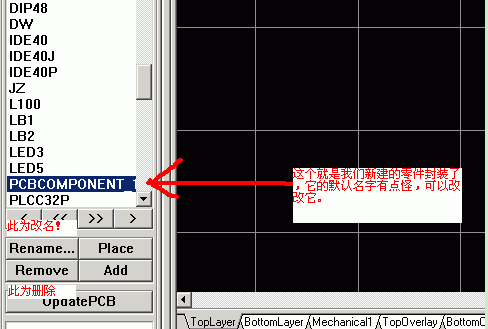 DIP48
DW
IDE40
IDE40J
IDE40P
JZ
L100
LB1
LB2
LED3
LED5
PCBCOMPONENT_1
PLCC32P
< << >> >
此为改名!
Rename... Place
Remove Add
此为删除
UpdatePCB
这个就是我们新建的零件封装了
，它的默认名字有点怪，可以改
改它。
TopLayer BottomLayer Mechanical1 TopOverlay BottomO